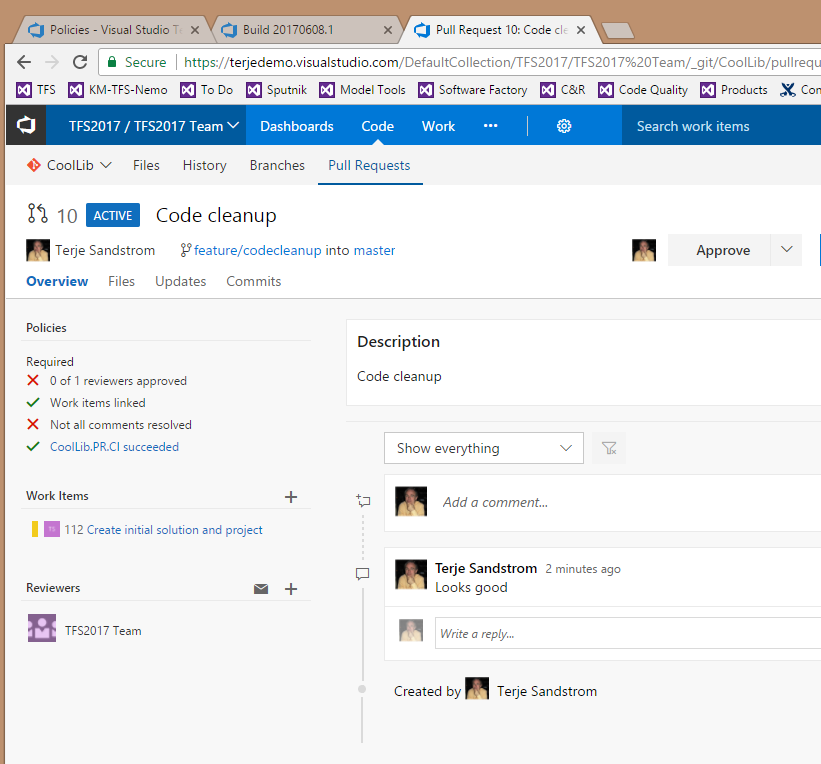 Policies - Visual Studio T
Build 20170608.1
Pull Request 10: Code cle
Secure
https://terjedemo.visualstudio.com/DefaultCollection/TFS2017/TFS2017%20Team/_git/CoolLib/pullrequ
TFS
KM-TFS-Nemo
To Do
Sputnik
Model Tools
Software Factory
C&R
Code Quality
Products
Con
TFS2017 / TFS2017 Team
Dashboards
Code
Work
Search work items
CoolLib
Files
History
Branches
Pull Requests
10
ACTIVE
Code cleanup
Terje Sandstrom
feature/codecleanup into master
Approve
Overview
Files
Updates
Commits
Policies
Required
0 of 1 reviewers approved
Work items linked
Not all comments resolved
CoolLib.PR.CI succeeded
Work Items
112 Create initial solution and project
Reviewers
TFS2017 Team
Description
Code cleanup
Show everything
Add a comment...
Terje Sandstrom 2 minutes ago
Looks good
Write a reply...
Created by Terje Sandstrom